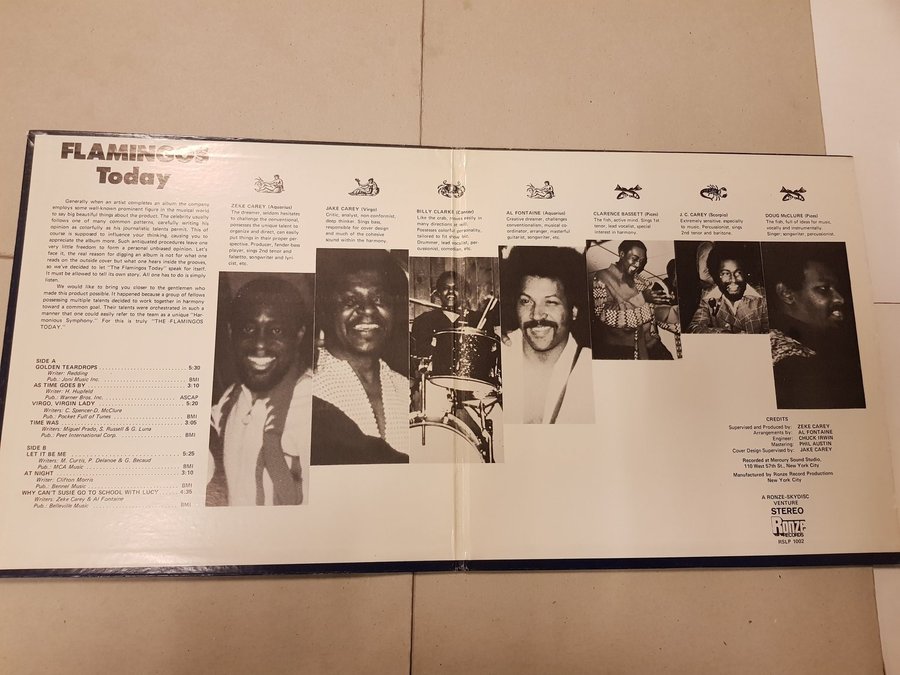 FLAMINGOS
Today
Generally when an artist completes an album the company
employs some well-known prominent figure in the musical world
to say big beautiful things about the product. The celebrity usually
follows one of many common patterns, carefully writing his
opinion as colorfully as his journalistic talents permit. This of
course is supposed to influence your thinking, causing you to
appreciate the album more. Such antiquated procedures leave one
very little freedom to form a personal unbiased opinion. Let's
face it, the real reason for digging an album is not for what one
reads on the outside cover but what one hears inside the grooves,
so we've decided to let "The Flamingos Today" speak for itself.
It must be allowed to tell its own story. All one has to do is simply
listen.
We would like to bring you closer to the gentlemen who
made this product possible. It happened because a group of fellows
possessing multiple talents decided to work together in harmony
toward a common goal. Their talents were orchestrated in such a
manner that one could easily refer to the team as a unique "Har-
monious Symphony." For this is truly "THE FLAMINGOS
TODAY."
SIDE A
GOLDEN TEARDROPS 5:30
Writer: Redding
Pub.: Joni Music Inc. BMI
AS TIME GOES BY 3:10
Writer: H. Hupfeld
Pub.: Warner Bros. Inc. ASCAP
VIRGO, VIRGIN LADY 5:20
Writers: C. Spencer-D. McClure
Pub.: Pocket Full of Tunes BMI
TIME WAS 3:05
Writers: Miguel Prado, S. Russell & G. Luna
Pub.: Peet International Corp. BMI
SIDE B
LET IT BE ME 5:25
Writers: M. Curtis, P. Delanoe & G. Becaud
Pub.: MCA Music BMI
AT NIGHT 3:10
Writer: Clifton Morris
Pub.: Bennel Music BMI
WHY CAN'T SUSIE GO TO SCHOOL WITH LUCY 4:35
Writers: Zeke Carey & Al Fontaine
Pub.: Belleville Music BMI
ZEKE CAREY (Aquarius)
The dreamer, seldom hesitates
to challenge the conventional,
possesses the unique talent to
organize and direct, can easily
put things in their proper per-
spective. Producer, fender bass
player, sings 2nd tenor and
falsetto, songwriter and lyri-
cist, etc.
JAKE CAREY (Virgo)
Critic, analyst, non conformist,
deep thinker. Sings bass,
responsible for cover design
and much of the cohesive
sound within the harmony.
BILLY CLARKE (Cancer)
Like the crab, moves easily in
many directions at will.
Possesses colorful personality,
tailored to fit show biz.
Drummer, lead vocalist, per
cussionist, comedian, etc.
AL FONTAINE (Aquarius)
Creative dreamer, challenges
conventionalism, musical co-
ordinator, arranger, masterful
guitarist, songwriter, etc.
CLARENCE BASSETT (Pices)
The fish, active mind. Sings 1st
tenor, lead vocalist, special
interest in harmony.
J.C. CAREY (Scorpio)
Extremely sensitive, especially
to music. Percussionist, sings
2nd tenor and baritone.
DOUG McCLURE (Pices)
The fish, full of ideas for music,
vocally and instrumentally.
Singer, songwriter, percussionist.
CREDITS
Supervised and Produced by: ZEKE CAREY
Arrangements by: AL FONTAINE
Engineer: CHUCK IRWIN
Mastering: PHIL AUSTIN
Cover Design Supervised by: JAKE CAREY
Recorded at Mercury Sound Studio,
110 West 57th St., New York City
Manufactured by Ronze Record Productions
New York City
A RONZE-SKYDISC
VENTURE
STEREO
RONZE
RECORDS
RSLP 1002